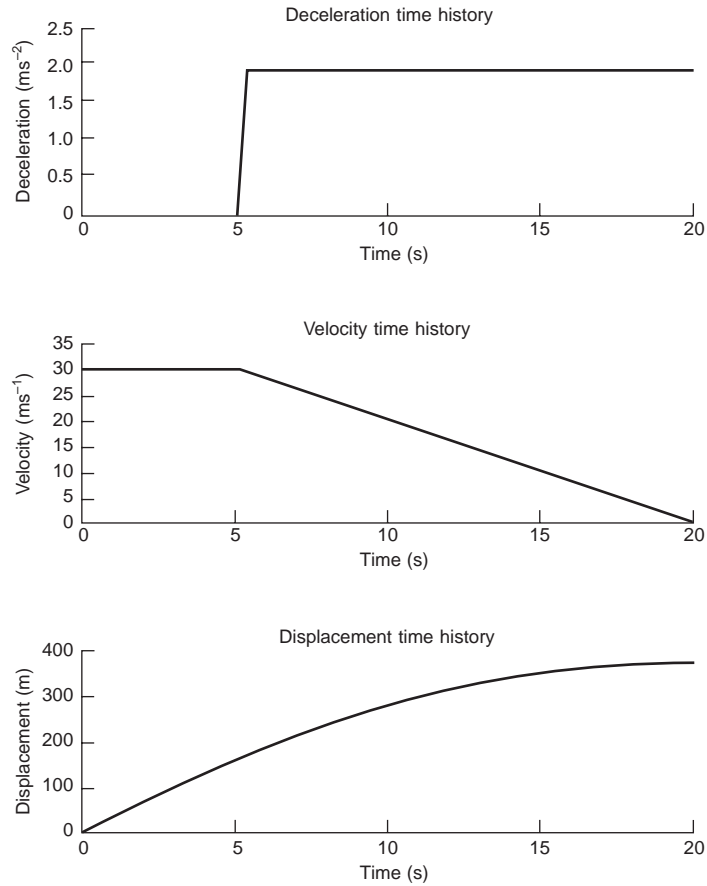 Deceleration time history
Deceleration (ms⁻²)
2.5
2.0
1.5
1.0
0.5
0
0 5 10 15 20
Time (s)
Velocity time history
Velocity (ms⁻¹)
35
30
25
20
15
10
5
0
0 5 10 15 20
Time (s)
Displacement time history
Displacement (m)
400
300
200
100
0
0 5 10 15 20
Time (s)